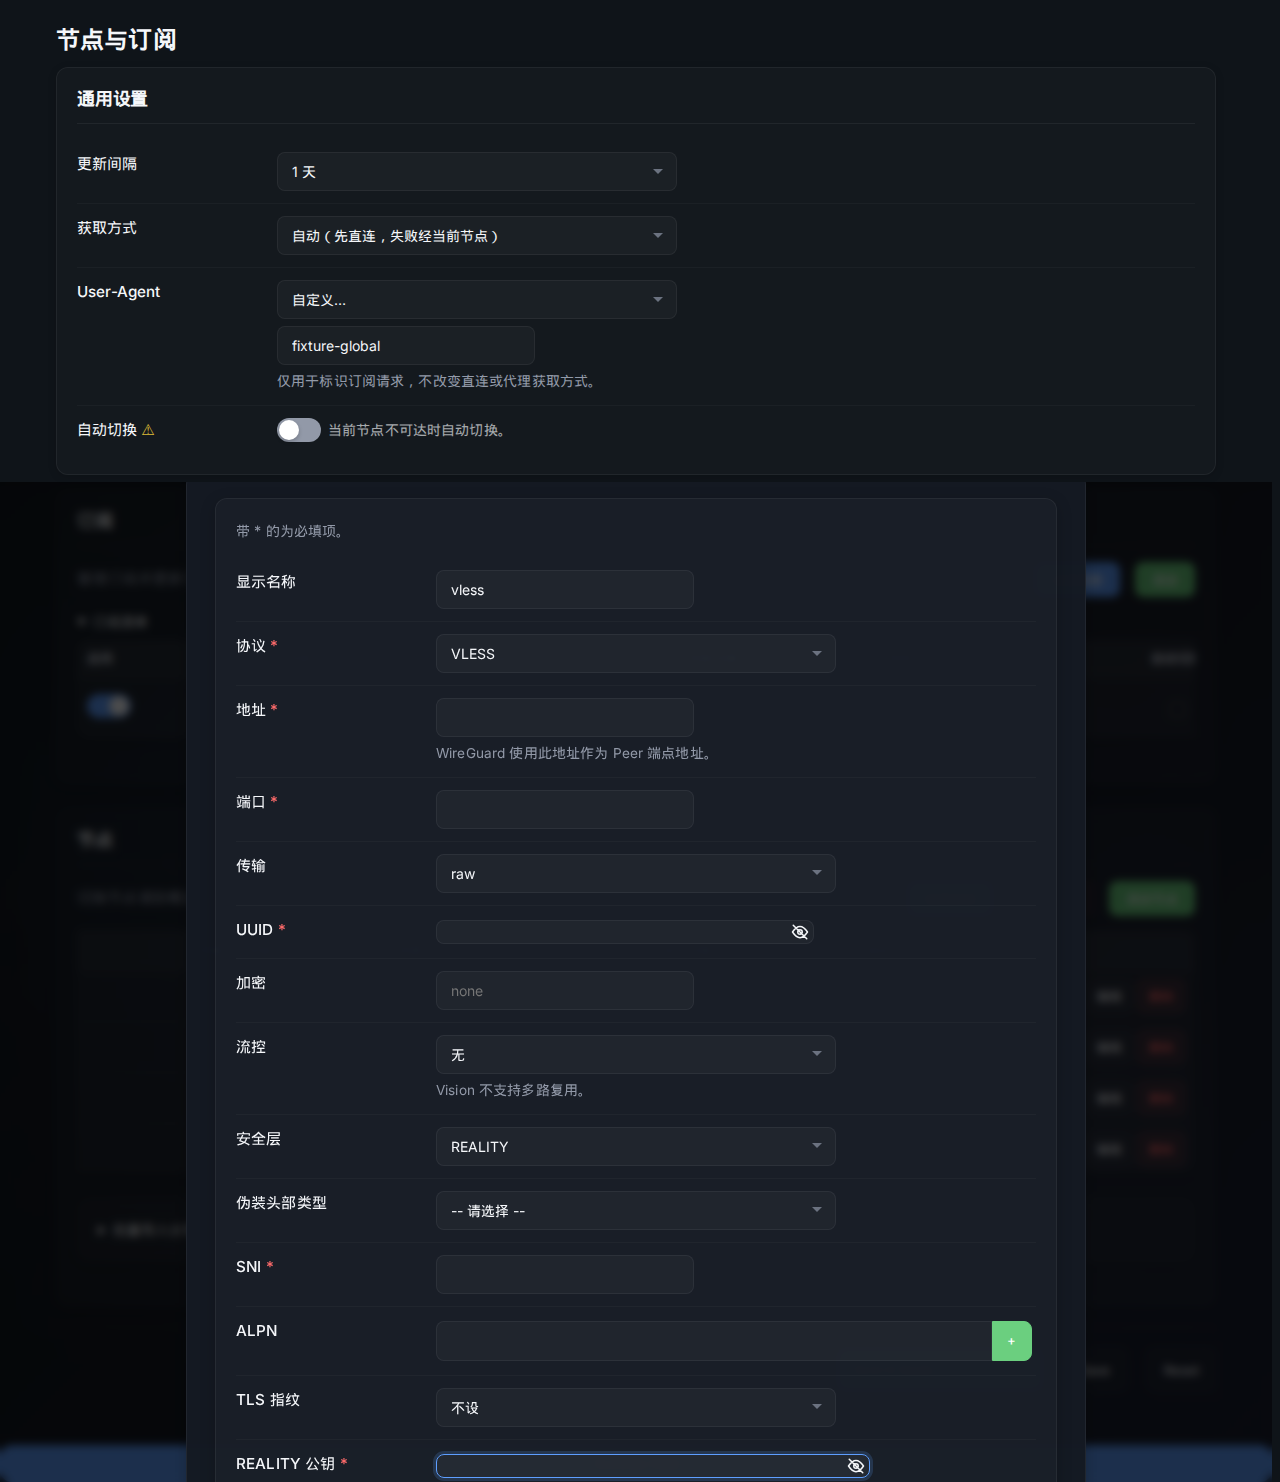 节点与订阅
通用设置
更新间隔
1 天
获取方式
自动（先直连，失败经当前节点）
User-Agent
自定义...
fixture-global
仅用于标识订阅请求，不改变直连或代理获取方式。
自动切换 ⚠
当前节点不可达时自动切换。
带 * 的为必填项。
显示名称
vless
协议 *
VLESS
地址 *
WireGuard 使用此地址作为 Peer 端点地址。
端口 *
传输
raw
UUID *
加密
none
流控
无
Vision 不支持多路复用。
安全层
REALITY
伪装头部类型
-- 请选择 --
SNI *
ALPN
+
TLS 指纹
不设
REALITY 公钥 *